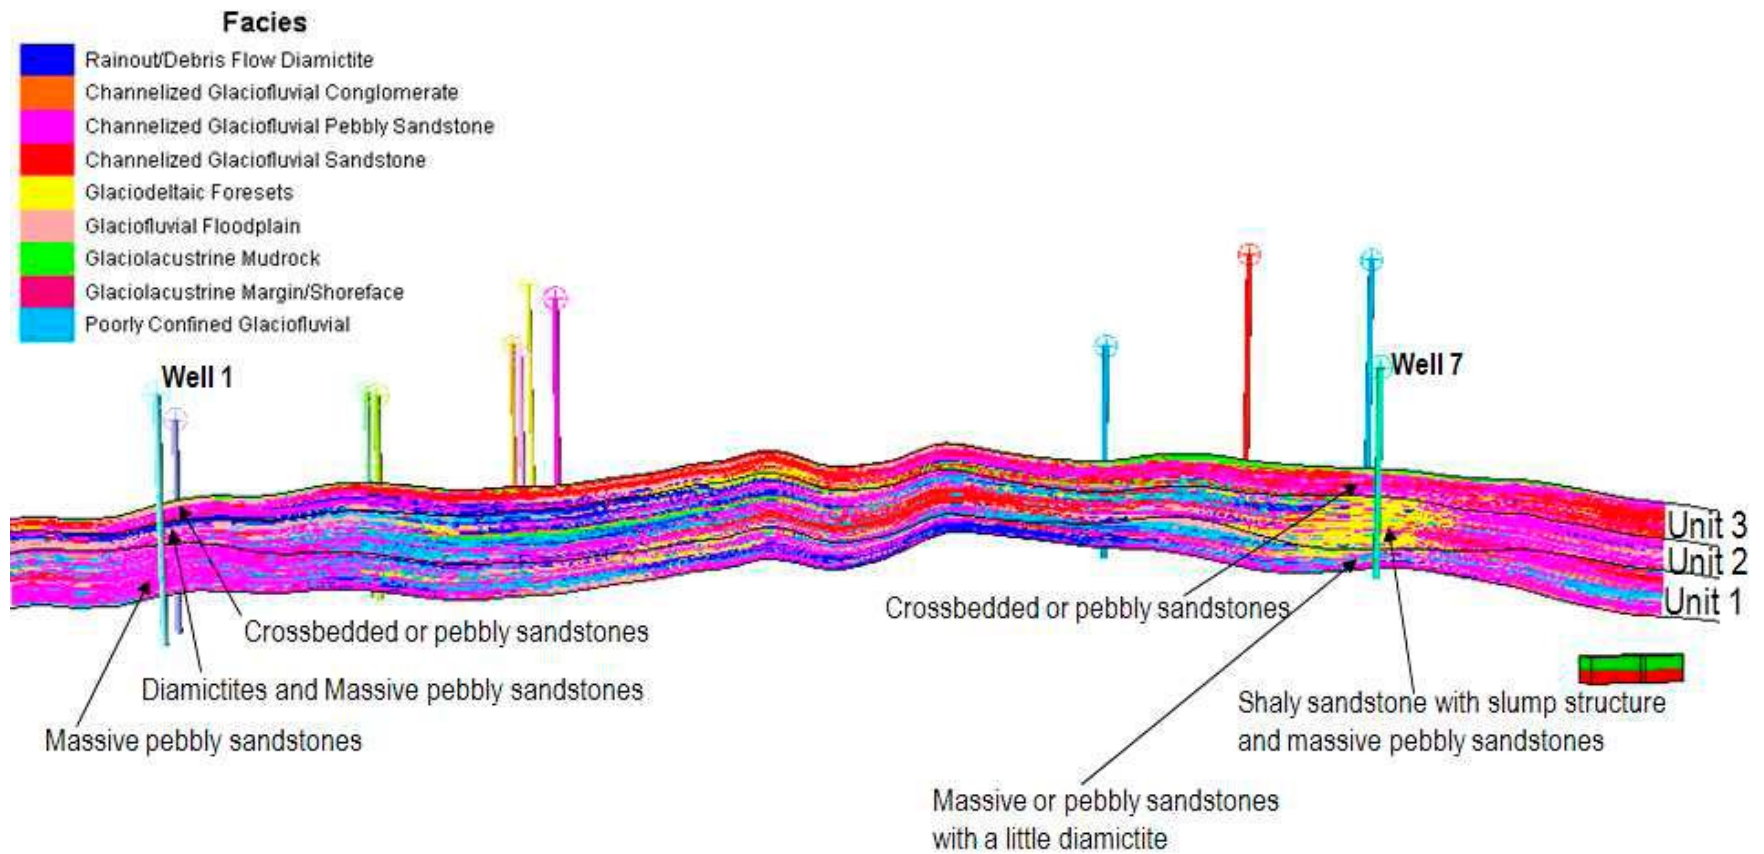 Facies
Rainout/Debris Flow Diamictite
Channelized Glaciofluvial Conglomerate
Channelized Glaciofluvial Pebbly Sandstone
Channelized Glaciofluvial Sandstone
Glaciodeltaic Foresets
Glaciofluvial Floodplain
Glaciolacustrine Mudrock
Glaciolacustrine Margin/Shoreface
Poorly Confined Glaciofluvial
Well 1
Well 7
Unit 3
Unit 2
Unit 1
Crossbedded or pebbly sandstones
Diamictites and Massive pebbly sandstones
Massive pebbly sandstones
Crossbedded or pebbly sandstones
Shaly sandstone with slump structure
and massive pebbly sandstones
Massive or pebbly sandstones
with a little diamictite